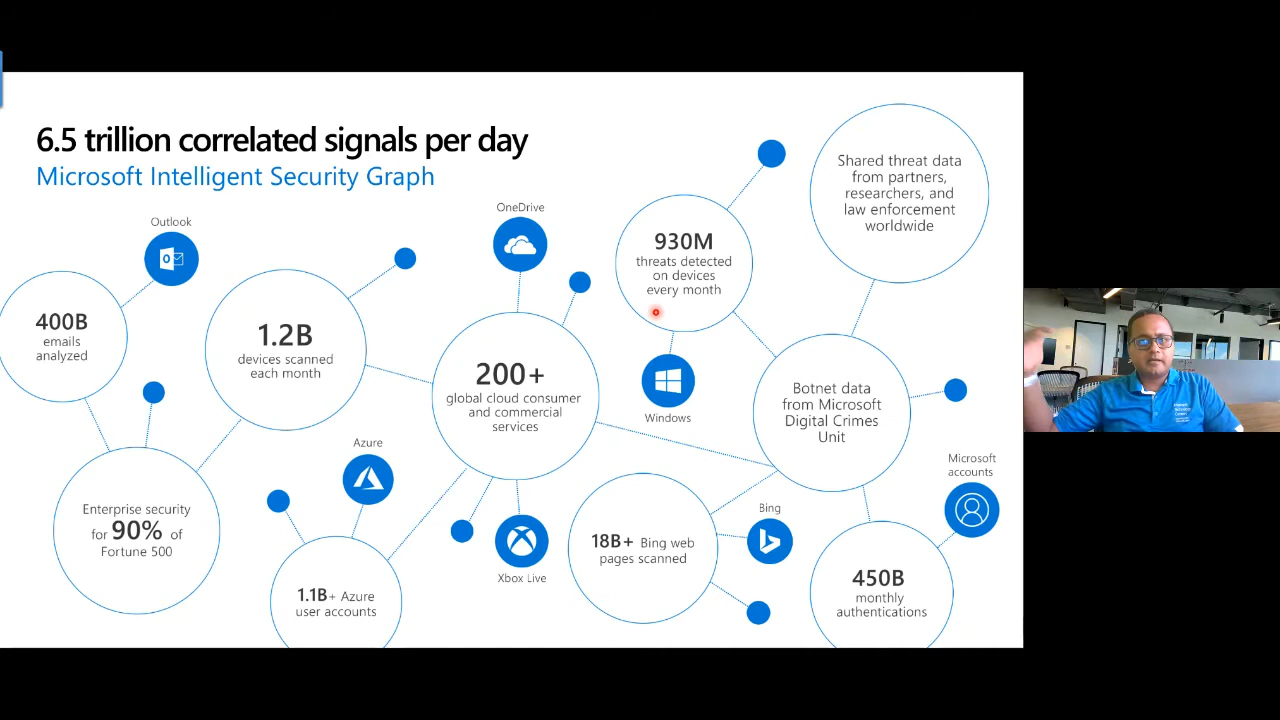 6.5 trillion correlated signals per day
Microsoft Intelligent Security Graph
Outlook
400B
emails
analyzed
1.2B
devices scanned
each month
OneDrive
200+
global cloud consumer
and commercial
services
930M
threats detected
on devices
every month
Windows
Shared threat data
from partners,
researchers, and
law enforcement
worldwide
Botnet data
from Microsoft
Digital Crimes
Unit
Enterprise security
for 90% of
Fortune 500
Azure
1.1B+ Azure
user accounts
Xbox Live
18B+ Bing web
pages scanned
Bing
Microsoft
accounts
450B
monthly
authentications